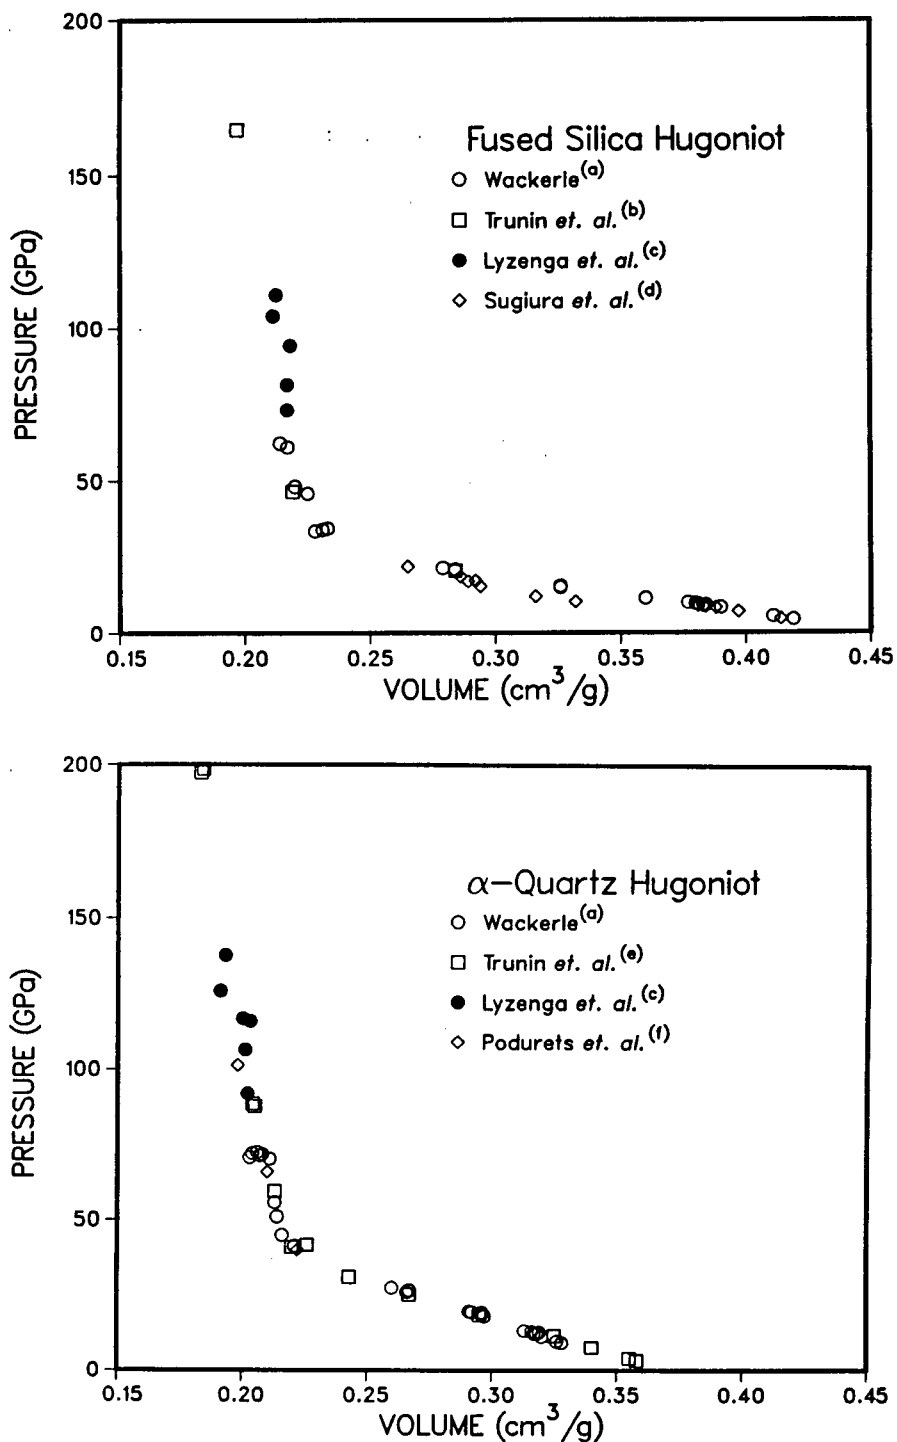 200
150
100
50
0
PRESSURE (GPa)
Fused Silica Hugoniot
Wackerle(a)
Trunin et. al.(b)
Lyzenga et. al.(c)
Sugiura et. al.(d)
0.15 0.20 0.25 0.30 0.35 0.40 0.45
VOLUME (cm3/g)
200
150
100
50
0
PRESSURE (GPa)
α-Quartz Hugoniot
Wackerle(a)
Trunin et. al.(e)
Lyzenga et. al.(c)
Podurets et. al.(f)
0.15 0.20 0.25 0.30 0.35 0.40 0.45
VOLUME (cm3/g)